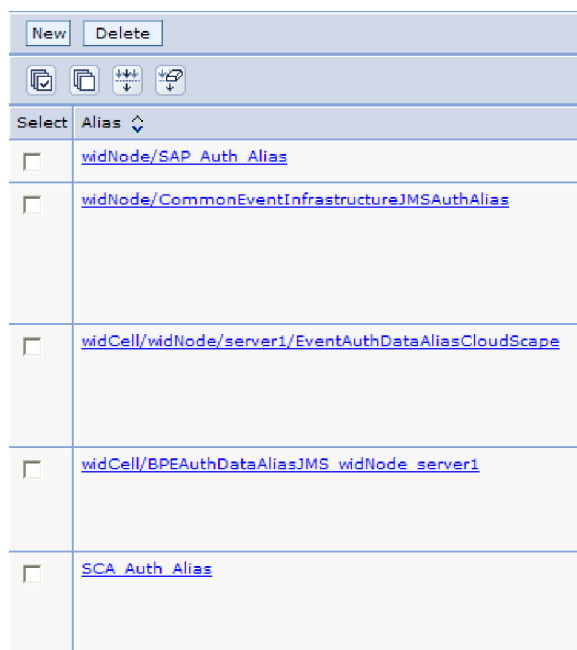 New Delete
Select Alias
widNode/SAP_Auth_Alias
widNode/CommonEventInfrastructureJMSAuthAlias
widCell/widNode/server1/EventAuthDataAliasCloudScape
widCell/BPEAuthDataAliasJMS_widNode_server1
SCA_Auth_Alias